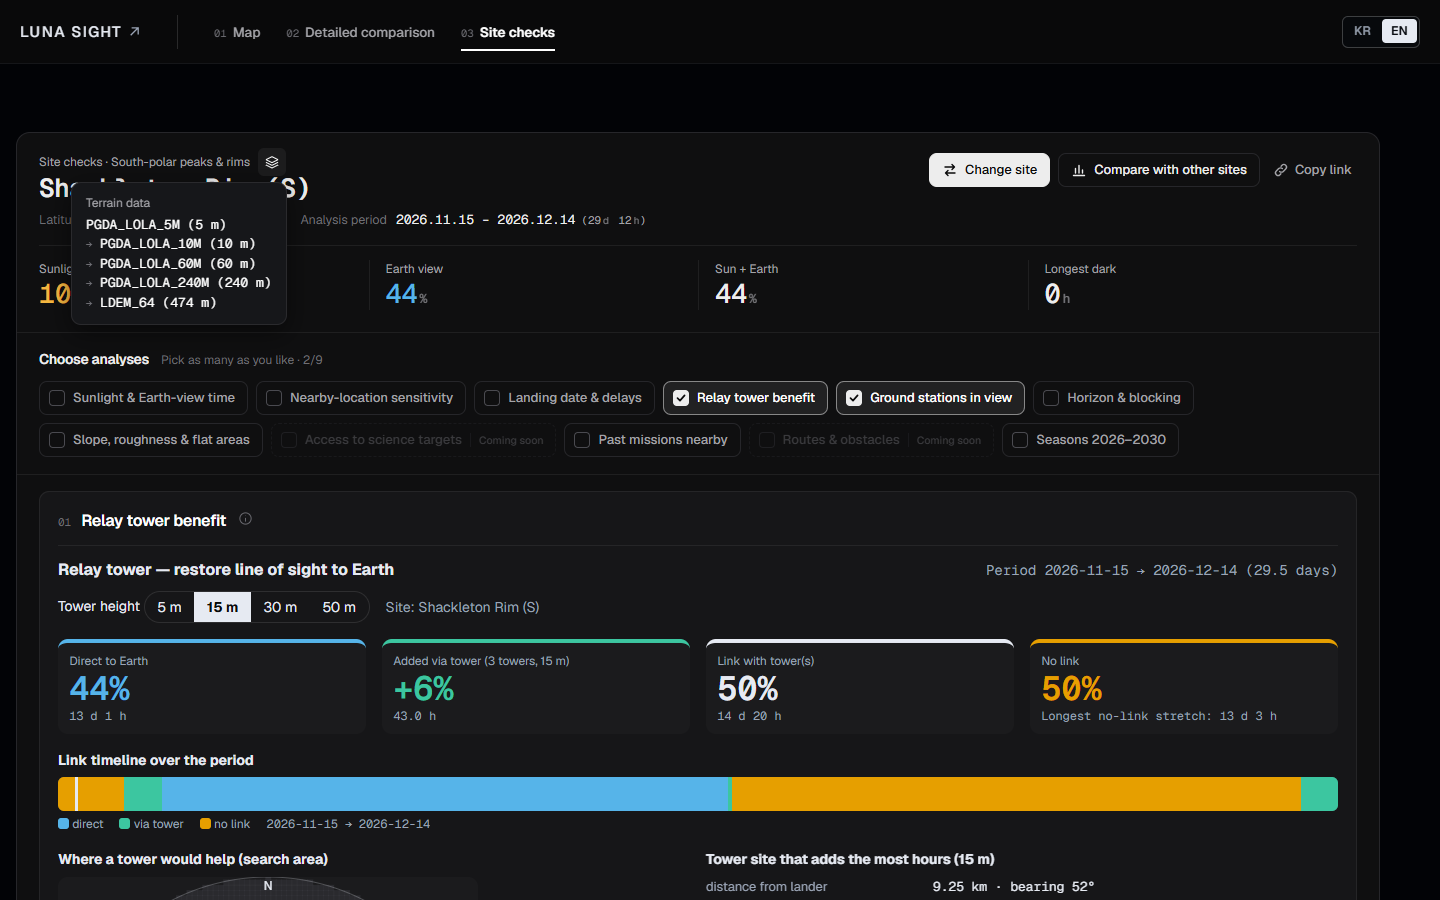 LUNA SIGHT ↗
01 Map
02 Detailed comparison
03 Site checks
KR EN
Site checks · South-polar peaks & rims
Change site
Compare with other sites
Copy link
Terrain data
PGDA_LOLA_5M (5 m)
→ PGDA_LOLA_10M (10 m)
→ PGDA_LOLA_60M (60 m)
→ PGDA_LOLA_240M (240 m)
→ LDEM_64 (474 m)
Analysis period 2026.11.15 – 2026.12.14 (29d 12h)
Earth view
44%
Sun + Earth
44%
Longest dark
0h
Choose analyses Pick as many as you like · 2/9
Sunlight & Earth-view time
Nearby-location sensitivity
Landing date & delays
Relay tower benefit
Ground stations in view
Horizon & blocking
Slope, roughness & flat areas
Access to science targets Coming soon
Past missions nearby
Routes & obstacles Coming soon
Seasons 2026–2030
01 Relay tower benefit
Relay tower — restore line of sight to Earth
Period 2026-11-15 → 2026-12-14 (29.5 days)
Tower height 5 m 15 m 30 m 50 m Site: Shackleton Rim (S)
Direct to Earth
44%
13 d 1 h
Added via tower (3 towers, 15 m)
+6%
43.0 h
Link with tower(s)
50%
14 d 20 h
No link
50%
Longest no-link stretch: 13 d 3 h
Link timeline over the period
direct via tower no link 2026-11-15 → 2026-12-14
Where a tower would help (search area)
N
Tower site that adds the most hours (15 m)
distance from lander 9.25 km · bearing 52°